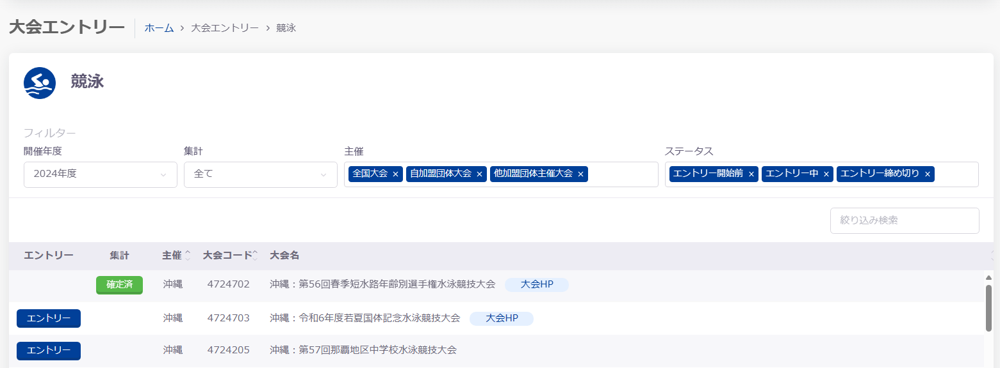 大会エントリー ホーム > 大会エントリー > 競泳
競泳
フィルター
開催年度 集計 主催 ステータス
2024年度 全て 全国大会 × 自加盟団体大会 × 他加盟団体主催大会 × エントリー開始前 × エントリー中 × エントリー締め切り ×
絞り込み検索
エントリー 集計 主催 大会コード 大会名
確定済 沖縄 4724702 沖縄：第56回春季短水路年齢別選手権水泳競技大会 大会HP
エントリー 沖縄 4724703 沖縄：令和6年度若夏国体記念水泳競技大会 大会HP
エントリー 沖縄 4724205 沖縄：第57回那覇地区中学校水泳競技大会